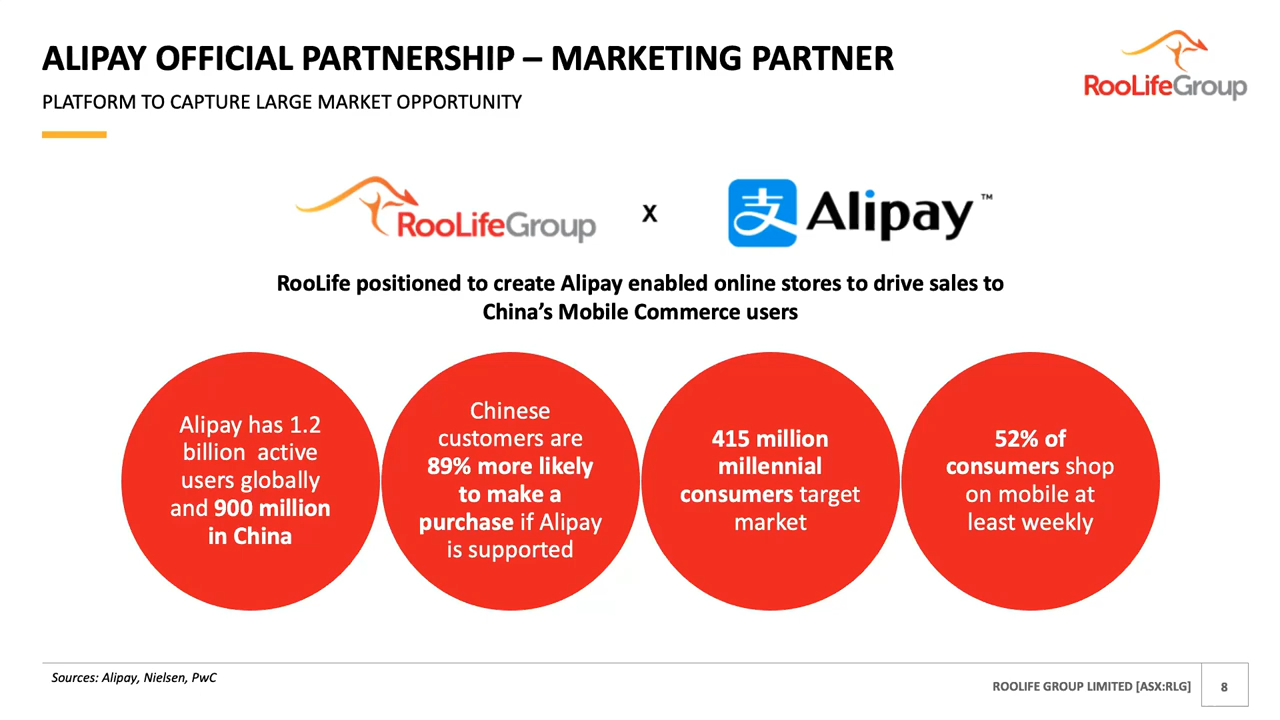 ALIPAY OFFICIAL PARTNERSHIP – MARKETING PARTNER
PLATFORM TO CAPTURE LARGE MARKET OPPORTUNITY
RooLifeGroup
RooLifeGroup
x
支
Alipay™
RooLife positioned to create Alipay enabled online stores to drive sales to
China’s Mobile Commerce users
Alipay has 1.2
billion active
users globally
and 900 million
in China
Chinese
customers are
89% more likely
to make a
purchase if Alipay
is supported
415 million
millennial
consumers target
market
52% of
consumers shop
on mobile at
least weekly
Sources: Alipay, Nielsen, PwC
ROOLIFE GROUP LIMITED [ASX:RLG]
8